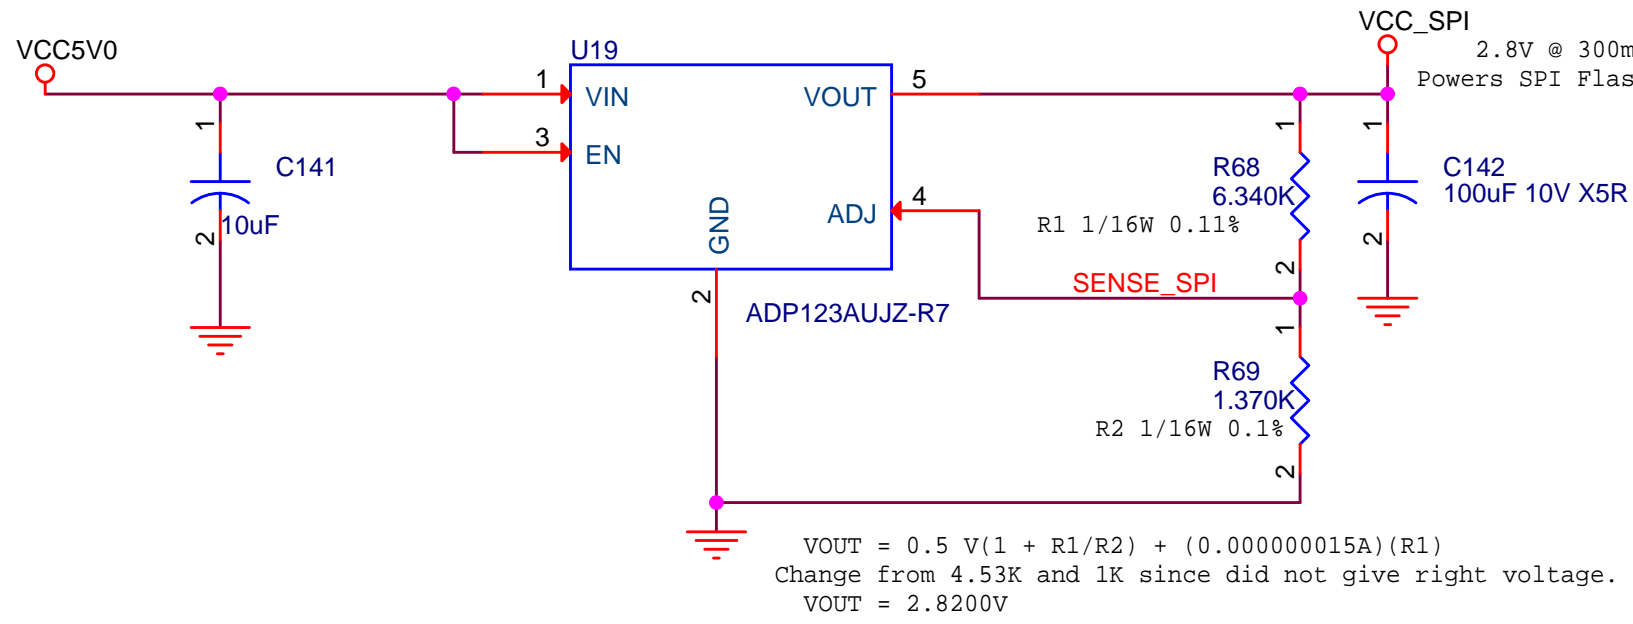 VCC5V0
U19
VCC_SPI
2.8V @ 300m
Powers SPI Flas
1
VIN
VOUT
5
3
EN
1
C141
10uF
2
GND
ADJ
4
2
ADP123AUJZ-R7
1
R68
6.340K
R1 1/16W 0.11%
2
1
C142
100uF 10V X5R
2
SENSE_SPI
1
R69
1.370K
R2 1/16W 0.1%
2
VOUT = 0.5 V(1 + R1/R2) + (0.000000015A)(R1)
Change from 4.53K and 1K since did not give right voltage.
VOUT = 2.8200V